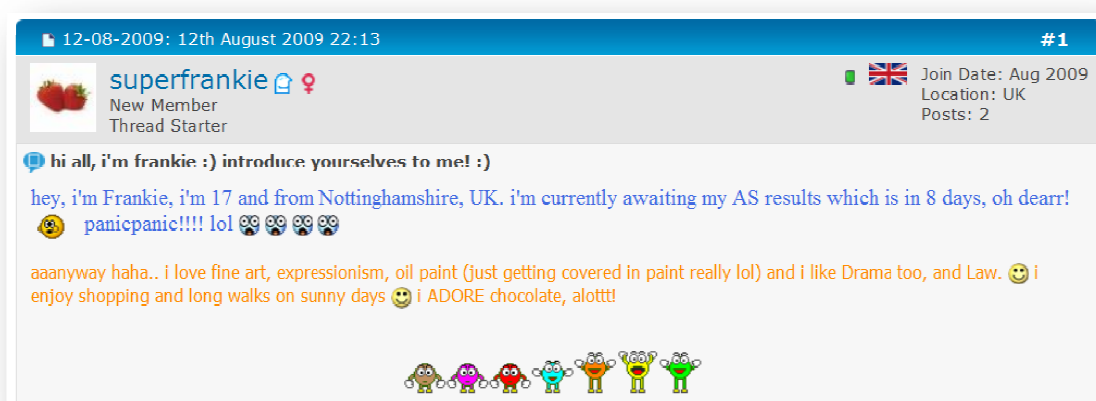 12-08-2009: 12th August 2009 22:13 #1
superfrankie
New Member
Thread Starter
Join Date: Aug 2009
Location: UK
Posts: 2
hi all, i'm frankie :) introduce yourselves to me! :)
hey, i'm Frankie, i'm 17 and from Nottinghamshire, UK. i'm currently awaiting my AS results which is in 8 days, oh dearr!
panicpanic!!!! lol
aaanyway haha.. i love fine art, expressionism, oil paint (just getting covered in paint really lol) and i like Drama too, and Law. i
enjoy shopping and long walks on sunny days i ADORE chocolate, alottt!